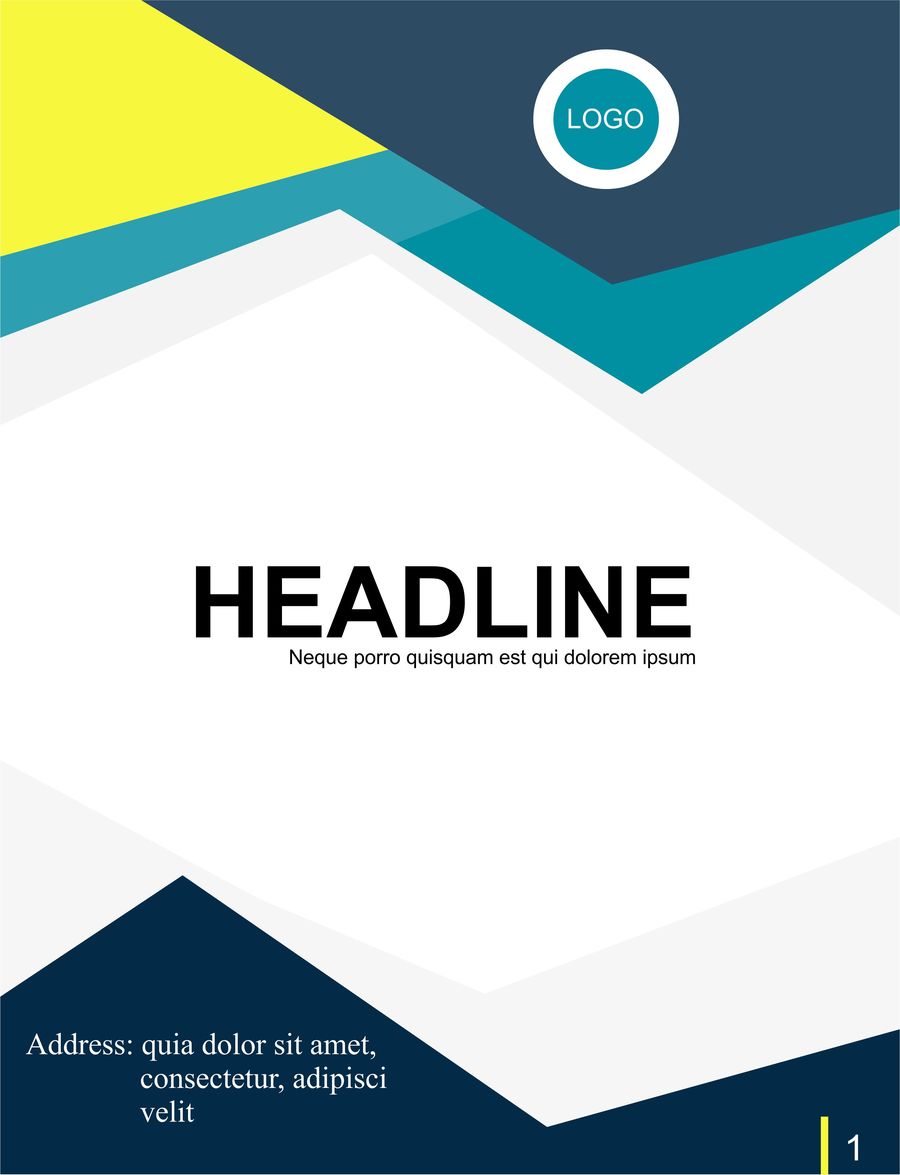 LOGO
HEADLINE
Neque porro quisquam est qui dolorem ipsum
Address: quia dolor sit amet,
consectetur, adipisci
velit
1